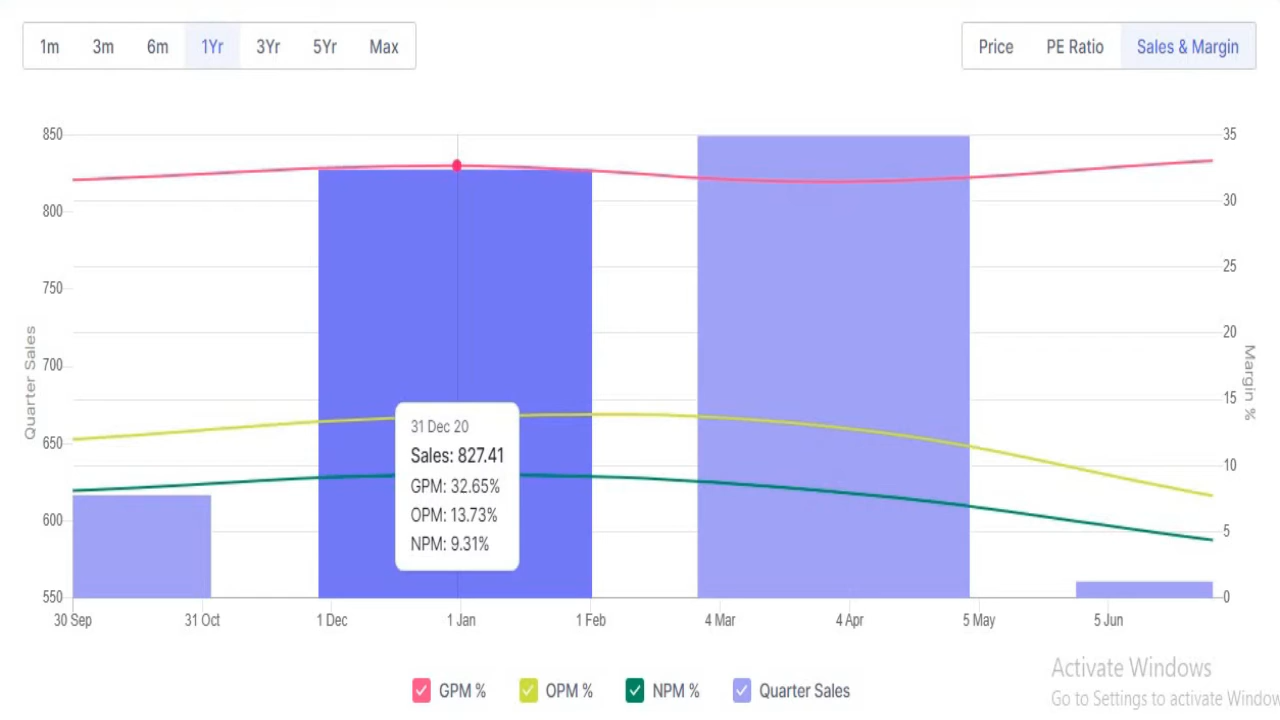 1m 3m 6m 1Yr 3Yr 5Yr Max
Price PE Ratio Sales & Margin
850
800
750
700
650
600
550
Quarter Sales
35
30
25
20
15
10
5
0
Margin %
31 Dec 20
Sales: 827.41
GPM: 32.65%
OPM: 13.73%
NPM: 9.31%
30 Sep 31 Oct 1 Dec 1 Jan 1 Feb 4 Mar 4 Apr 5 May 5 Jun
GPM % OPM % NPM % Quarter Sales
Activate Windows
Go to Settings to activate Window